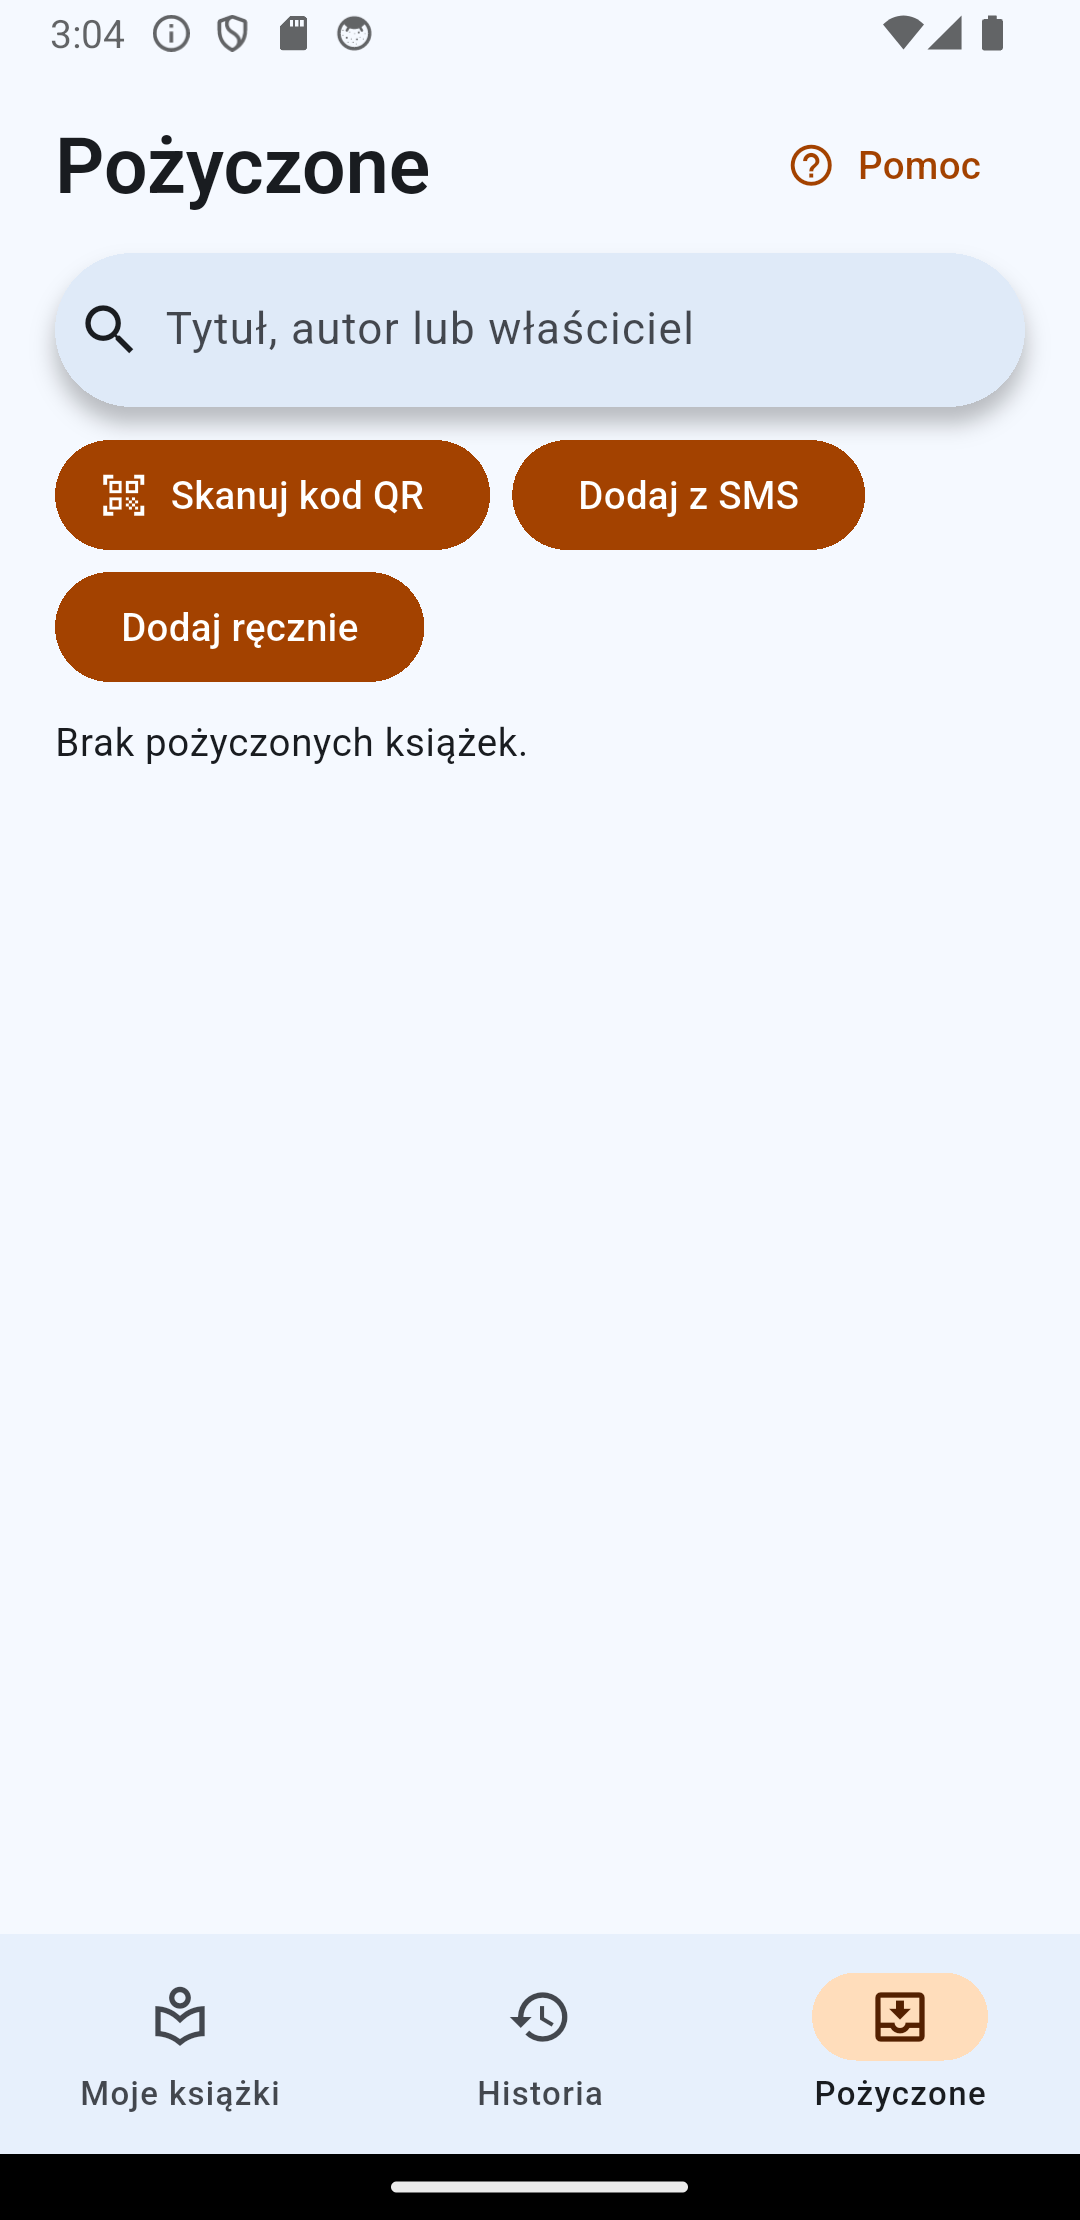 3:04
Pożyczone
Pomoc
Tytuł, autor lub właściciel
Skanuj kod QR
Dodaj z SMS
Dodaj ręcznie
Brak pożyczonych książek.
Moje książki
Historia
Pożyczone